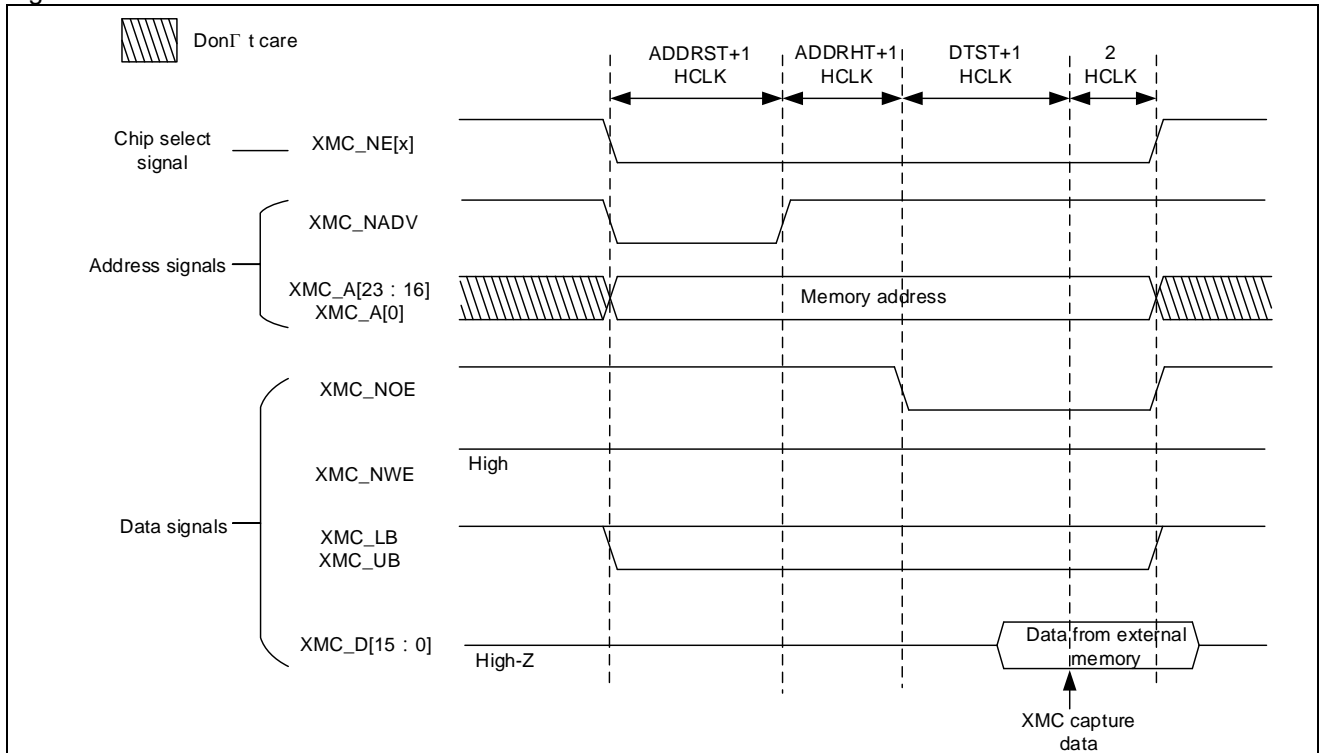 DonΓ t care
ADDRST+1 ADDRHT+1 DTST+1 2
HCLK HCLK HCLK HCLK
Chip select
signal
XMC_NE[x]
XMC_NADV
Address signals
XMC_A[23 : 16]
XMC_A[0]
Memory address
XMC_NOE
High
XMC_NWE
Data signals
XMC_LB
XMC_UB
XMC_D[15 : 0]
High-Z
Data from external
memory
XMC capture
data